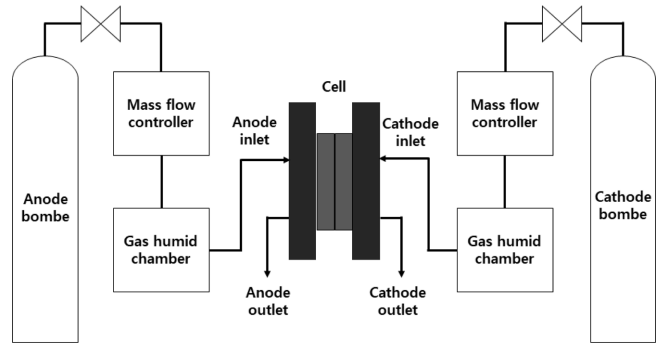 Cell
Mass flow
controller
Anode
inlet
Cathode
inlet
Mass flow
controller
Anode
bombe
Gas humid
chamber
Gas humid
chamber
Cathode
bombe
Anode
outlet
Cathode
outlet